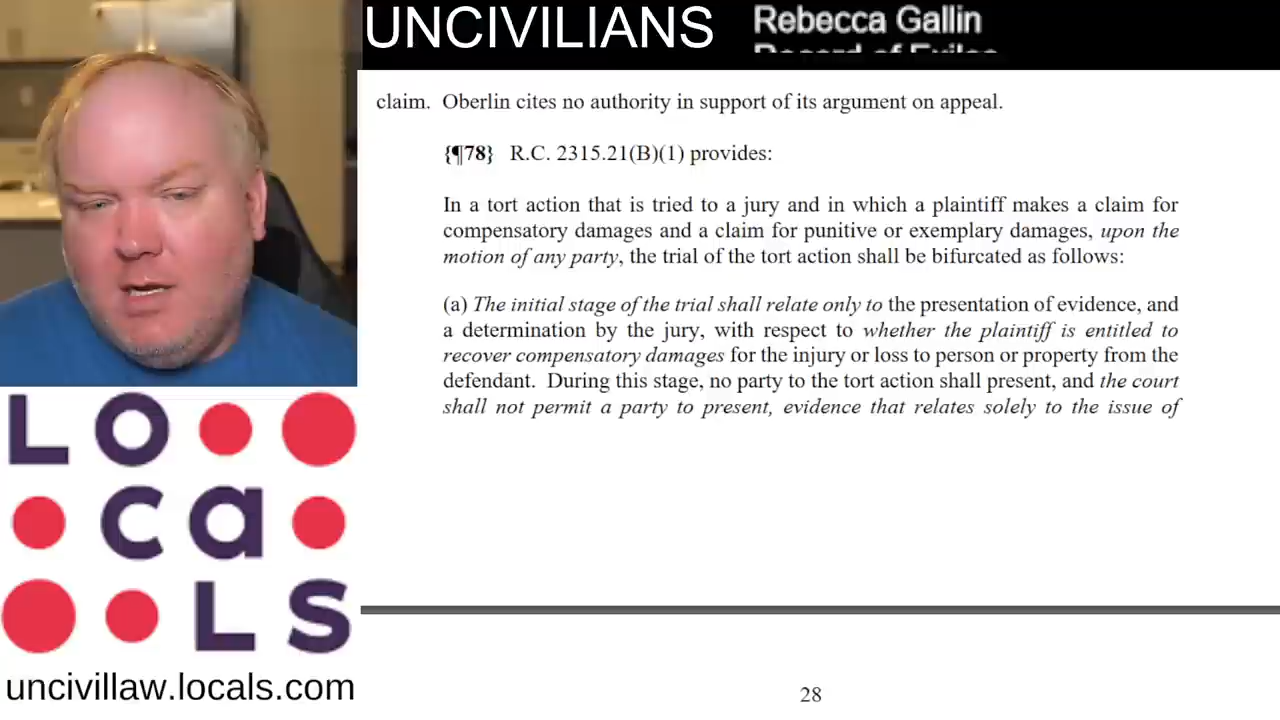 UNCIVILIANS
Rebecca Gallin
Record of Exiles
claim. Oberlin cites no authority in support of its argument on appeal.
{¶78} R.C. 2315.21(B)(1) provides:
In a tort action that is tried to a jury and in which a plaintiff makes a claim for
compensatory damages and a claim for punitive or exemplary damages, upon the
motion of any party, the trial of the tort action shall be bifurcated as follows:
(a) The initial stage of the trial shall relate only to the presentation of evidence, and
a determination by the jury, with respect to whether the plaintiff is entitled to
recover compensatory damages for the injury or loss to person or property from the
defendant. During this stage, no party to the tort action shall present, and the court
shall not permit a party to present, evidence that relates solely to the issue of
28
LO
ca
LS
uncivillaw.locals.com